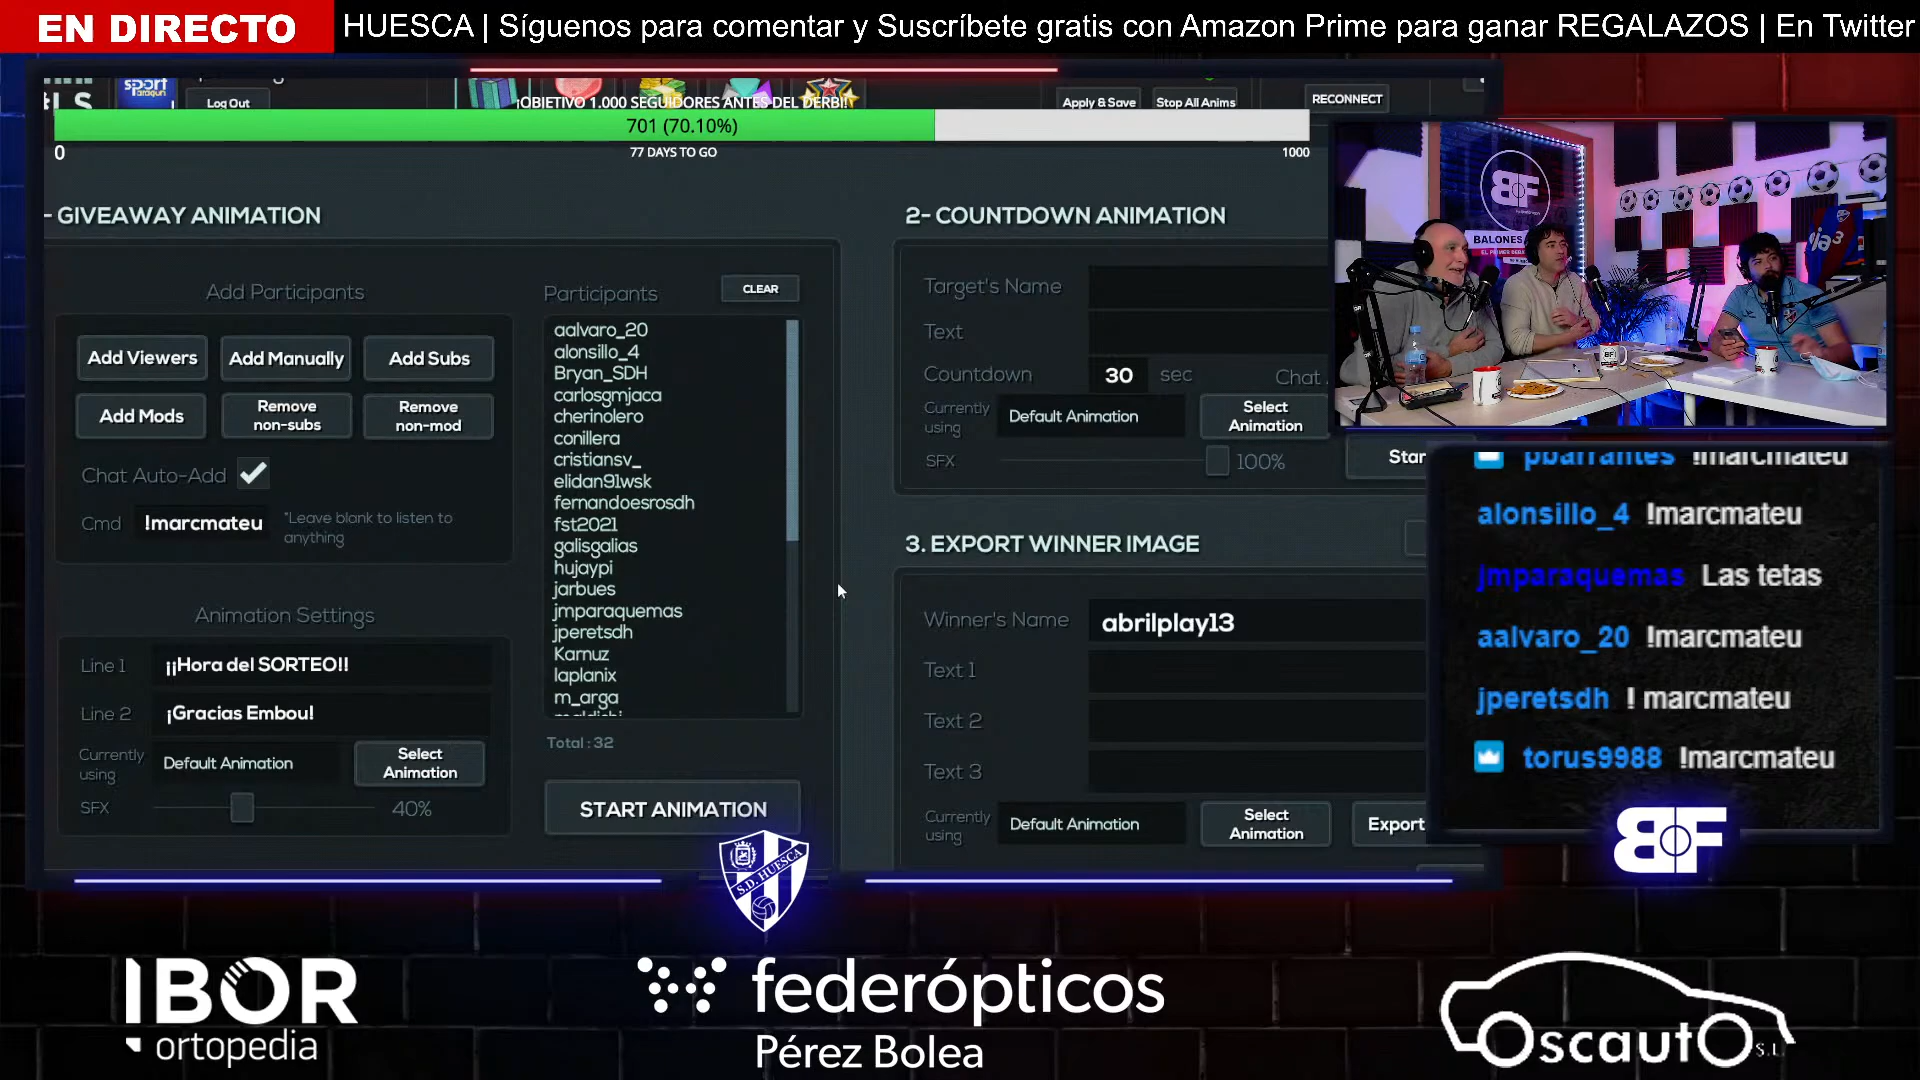 EN DIRECTO
HUESCA | Síguenos para comentar y Suscríbete gratis con Amazon Prime para ganar REGALAZOS | En Twitter
sport
Log Out
Apply & Save
Stop All Anims
RECONNECT
¡OBJETIVO 1.000 SEGUIDORES ANTES DEL DERBI!
701 (70.10%)
0
77 DAYS TO GO
1000
- GIVEAWAY ANIMATION
Add Participants
Add Viewers
Add Manually
Add Subs
Add Mods
Remove
non-subs
Remove
non-mod
Chat Auto-Add
Cmd
!marcmateu
*Leave blank to listen to
anything
Animation Settings
Line 1
¡¡Hora del SORTEO!!
Line 2
¡Gracias Embou!
Currently
using
Default Animation
Select
Animation
SFX
40%
Participants
CLEAR
aalvaro_20
alonsillo_4
Bryan_SDH
carlosgmjaca
cherinolero
conillera
cristiansv_
elidan91wsk
fernandoesrosdh
fst2021
galisgalias
hujaypi
jarbues
jmparaquemas
jperetsdh
Karnuz
laplanix
m_arga
Total : 32
START ANIMATION
2- COUNTDOWN ANIMATION
Target's Name
Text
Countdown
30
sec
Chat
Currently
using
Default Animation
Select
Animation
SFX
100%
Star
3. EXPORT WINNER IMAGE
Winner's Name
abrilplay13
Text 1
Text 2
Text 3
Currently
using
Default Animation
Select
Animation
Export
BF
BALONES
pbarrantes !marcmateu
alonsillo_4 !marcmateu
jmparaquemas Las tetas
aalvaro_20 !marcmateu
jperetsdh ! marcmateu
torus9988 !marcmateu
BF
S.D. HUESCA
IBOR
ortopedia
federópticos
Pérez Bolea
Oscauto S.L.